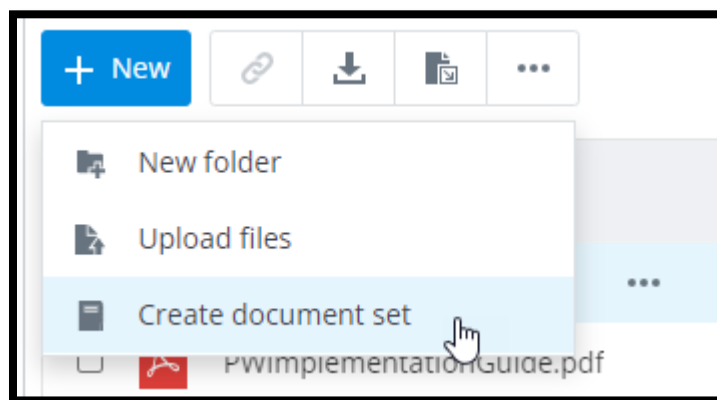 + New
New folder
Upload files
Create document set
PWImplementationGuide.pdf